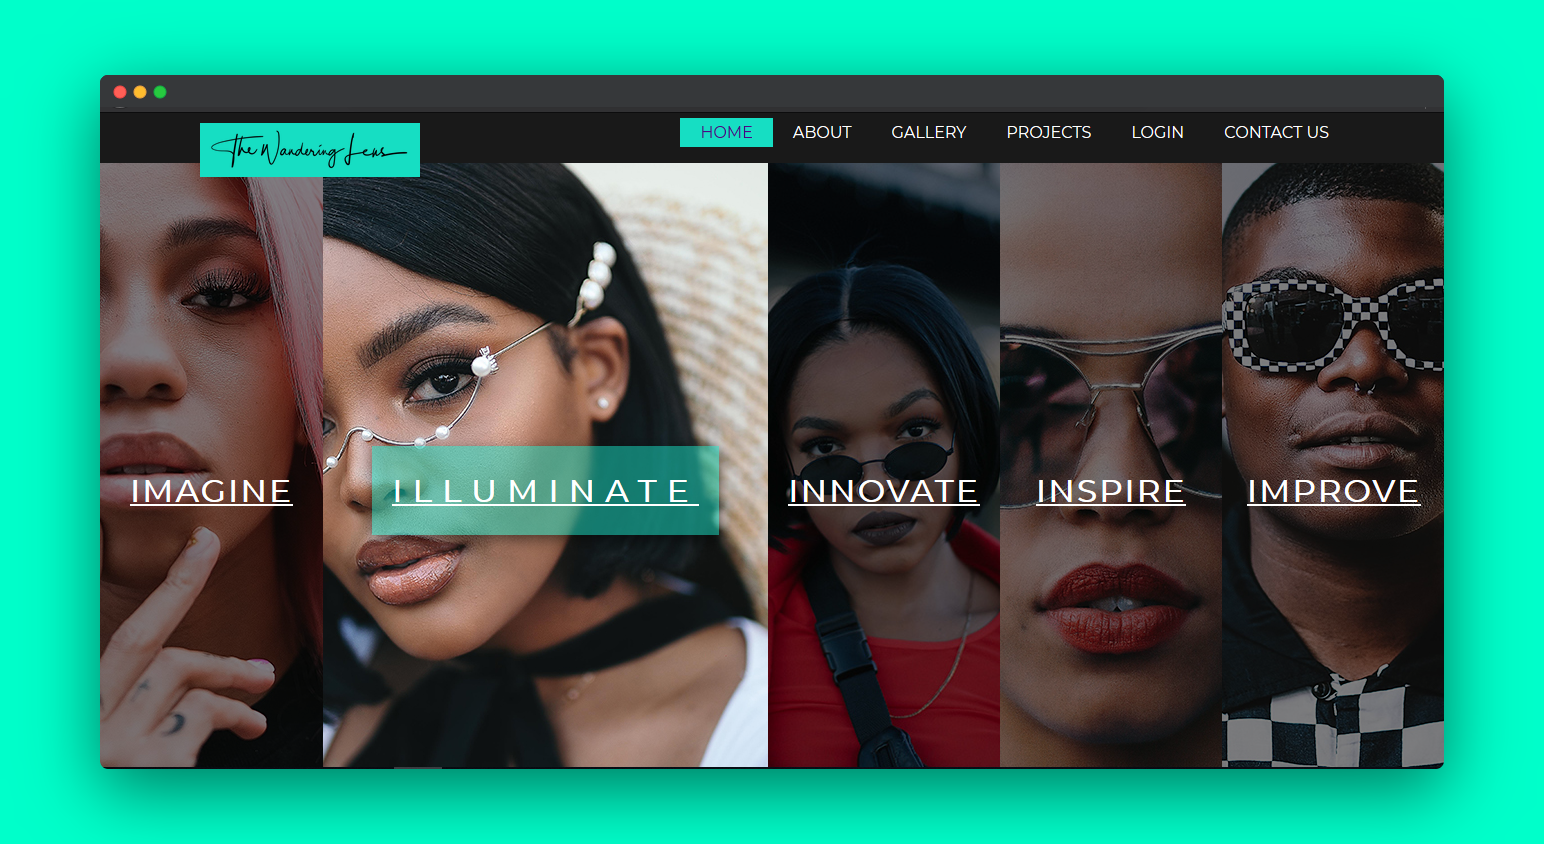 The Wandering Lens
HOME ABOUT GALLERY PROJECTS LOGIN CONTACT US
IMAGINE ILLUMINATE INNOVATE INSPIRE IMPROVE